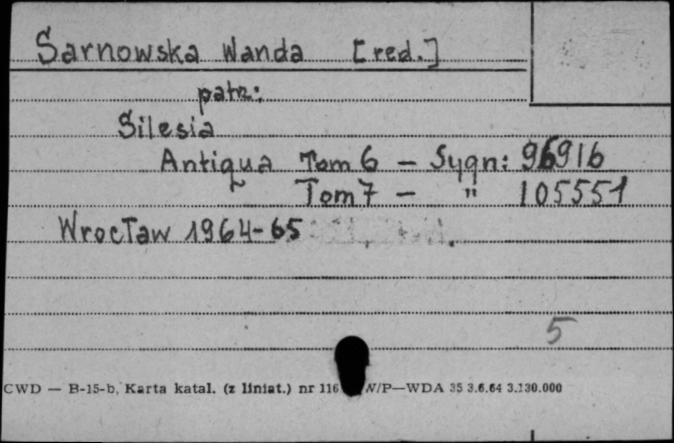 Sarnowska Wanda [red.]
patrz:
Silesia
Antiqua Tom 6 — Sygn: 96916
Tom 7 — " 105551
Wrocław 1964-65
5
CWD — B-15-b, Karta katal. (z liniat.) nr 116 W/P—WDA 35 3.6.64 3.130.000